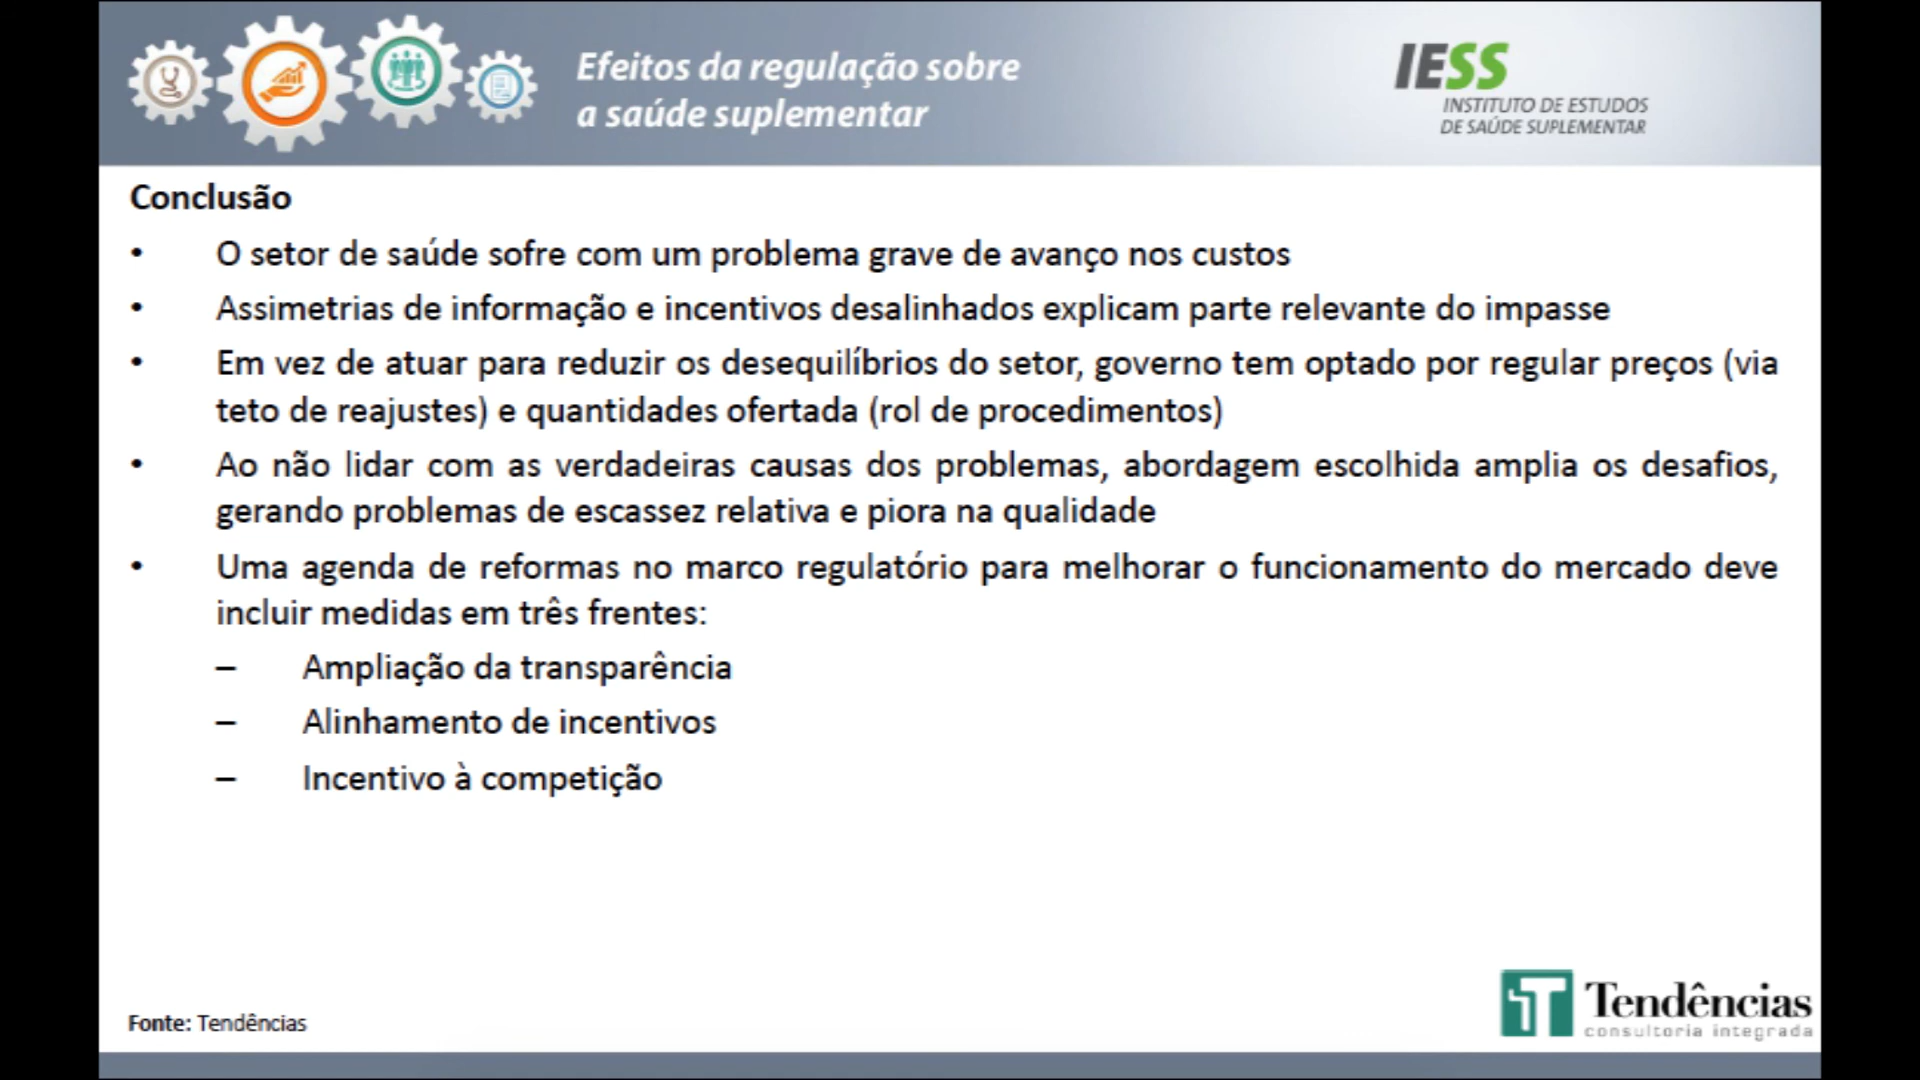 Efeitos da regulação sobre
a saúde suplementar
IESS
INSTITUTO DE ESTUDOS
DE SAÚDE SUPLEMENTAR
Conclusão
• O setor de saúde sofre com um problema grave de avanço nos custos
• Assimetrias de informação e incentivos desalinhados explicam parte relevante do impasse
• Em vez de atuar para reduzir os desequilíbrios do setor, governo tem optado por regular preços (via
teto de reajustes) e quantidades ofertada (rol de procedimentos)
• Ao não lidar com as verdadeiras causas dos problemas, abordagem escolhida amplia os desafios,
gerando problemas de escassez relativa e piora na qualidade
• Uma agenda de reformas no marco regulatório para melhorar o funcionamento do mercado deve
incluir medidas em três frentes:
– Ampliação da transparência
– Alinhamento de incentivos
– Incentivo à competição
Fonte: Tendências
Tendências
consultoria integrada